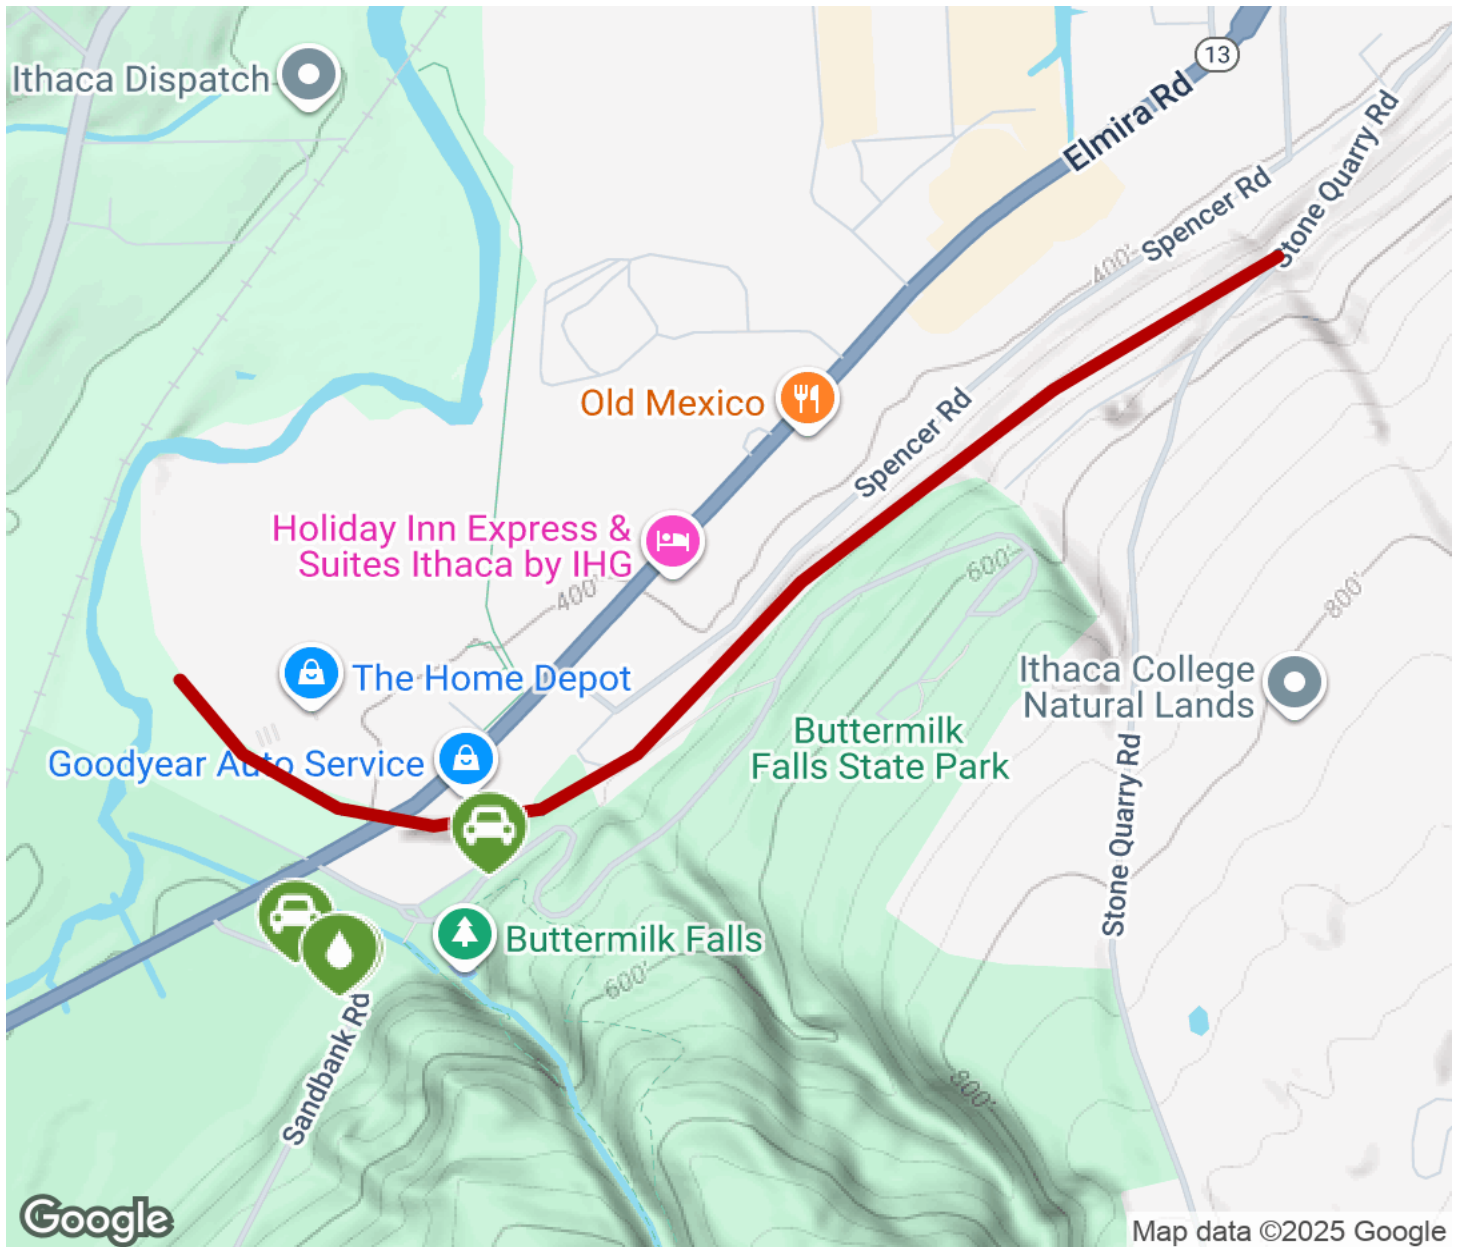 Ithaca Dispatch
13
Elmira Rd
Stone Quarry Rd
Spencer Rd
400'
Old Mexico
Spencer Rd
Holiday Inn Express &
Suites Ithaca by IHG
400'
600'
800'
The Home Depot
Ithaca College
Natural Lands
Goodyear Auto Service
Buttermilk
Falls State Park
Stone Quarry Rd
Buttermilk Falls
600'
Sandbank Rd
800'
Google
Map data ©2025 Google